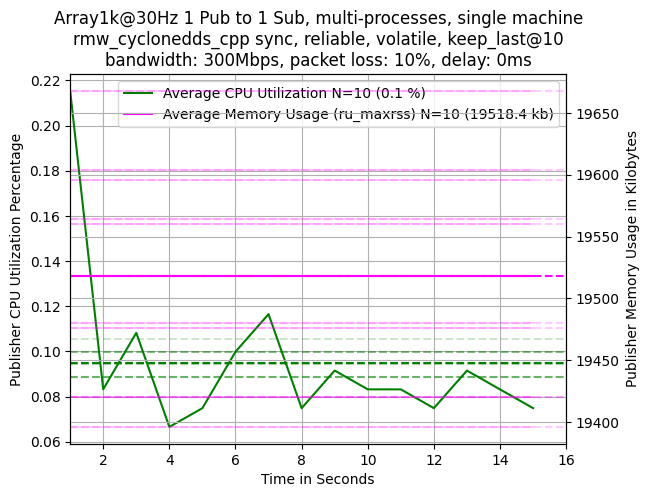 Array1k@30Hz 1 Pub to 1 Sub, multi-processes, single machine
rmw_cyclonedds_cpp sync, reliable, volatile, keep_last@10
bandwidth: 300Mbps, packet loss: 10%, delay: 0ms
Average CPU Utilization N=10 (0.1 %)
Average Memory Usage (ru_maxrss) N=10 (19518.4 kb)
Publisher CPU Utilization Percentage
0.22
0.20
0.18
0.16
0.14
0.12
0.10
0.08
0.06
19650
19600
19550
19500
19450
19400
Publisher Memory Usage in Kilobytes
2 4 6 8 10 12 14 16
Time in Seconds